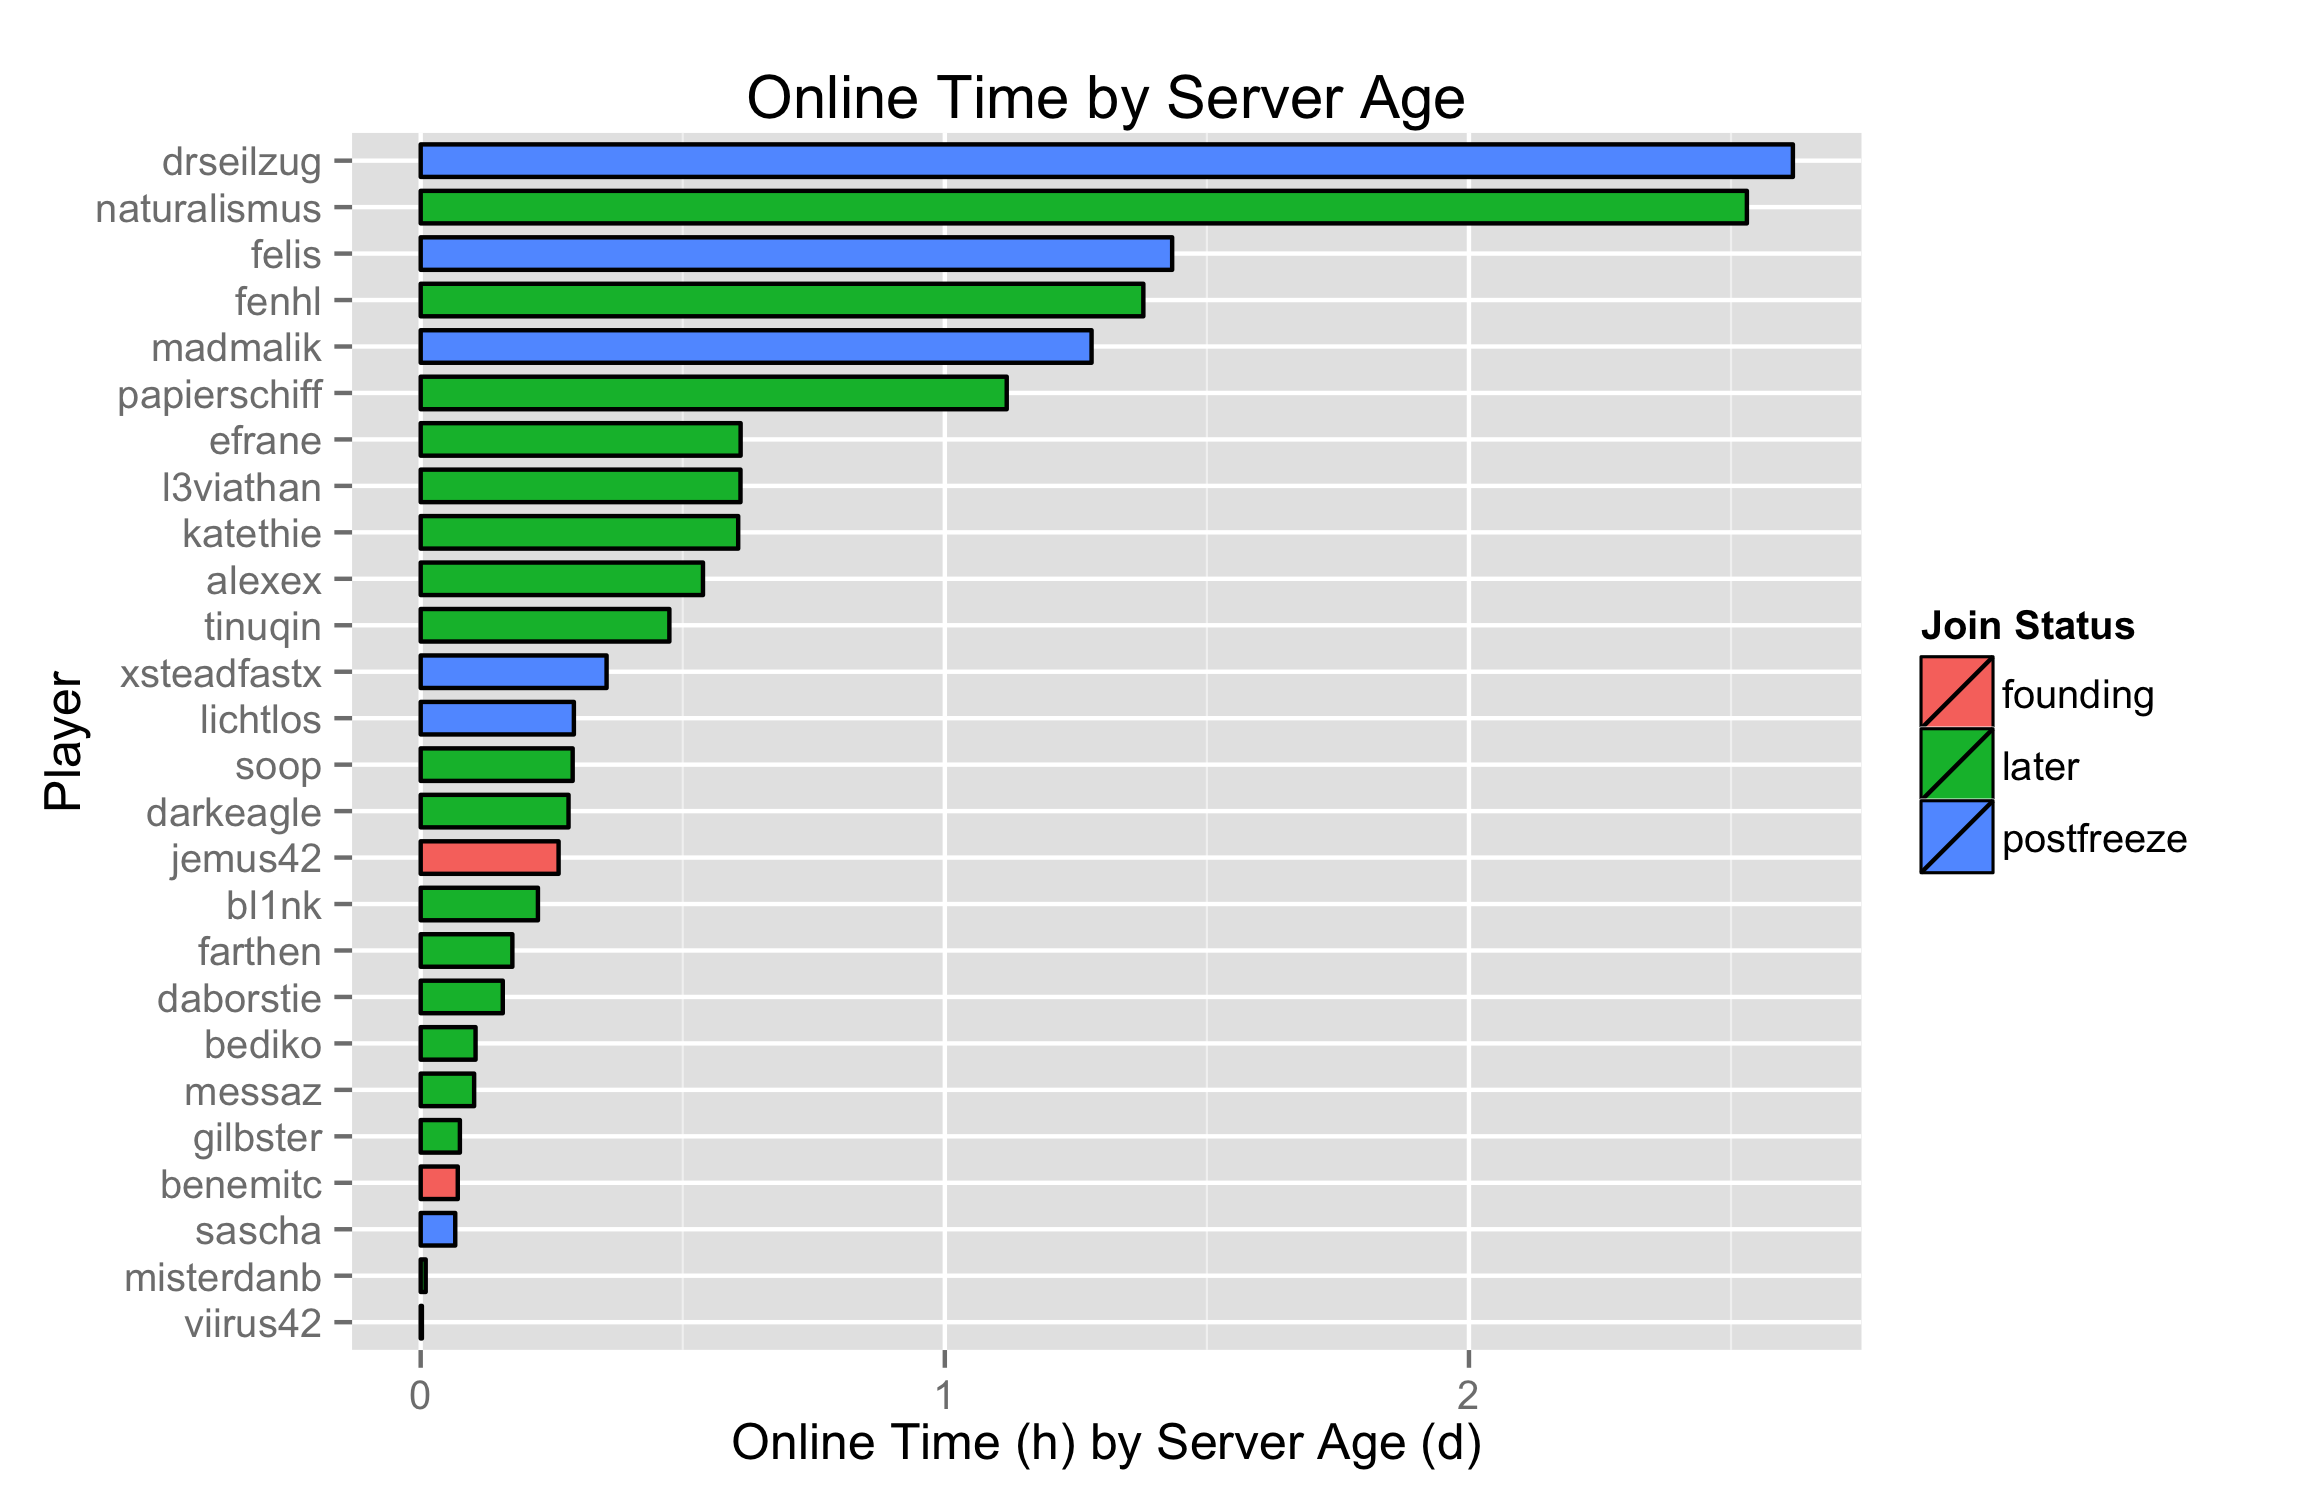 Online Time by Server Age
drseilzug
naturalismus
felis
fenhl
madmalik
papierschiff
efrane
l3viathan
katethie
alexex
tinuqin
xsteadfastx
lichtlos
soop
darkeagle
jemus42
bl1nk
farthen
daborstie
bediko
messaz
gilbster
benemitc
sascha
misterdanb
viirus42
Player
0 1 2
Online Time (h) by Server Age (d)
Join Status
founding
later
postfreeze